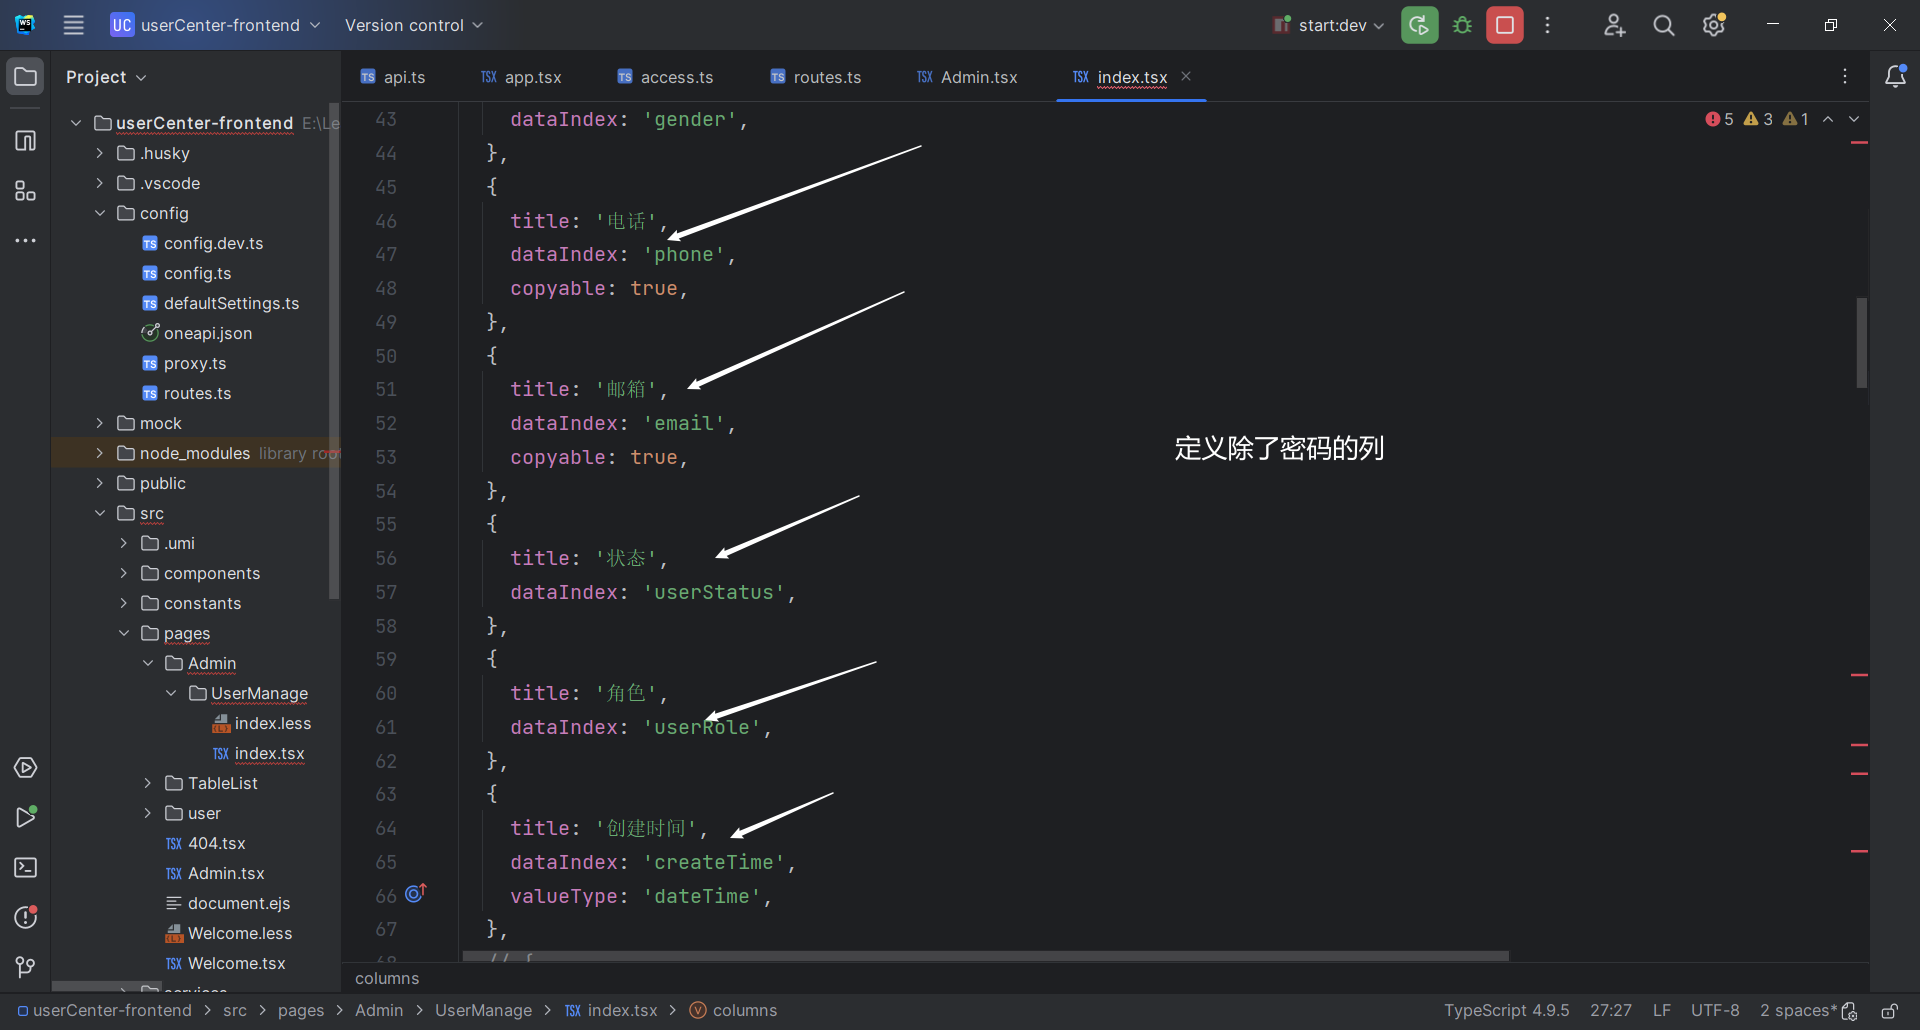 UC userCenter-frontend Version control start:dev
Project
api.ts app.tsx access.ts routes.ts Admin.tsx index.tsx
userCenter-frontend E:\Le
.husky
.vscode
config
config.dev.ts
config.ts
defaultSettings.ts
oneapi.json
proxy.ts
routes.ts
mock
node_modules library roo
public
src
.umi
components
constants
pages
Admin
UserManage
index.less
index.tsx
TableList
user
404.tsx
Admin.tsx
document.ejs
Welcome.less
Welcome.tsx
services
5 3 1
43 dataIndex: 'gender',
44 },
45 {
46 title: '电话',
47 dataIndex: 'phone',
48 copyable: true,
49 },
50 {
51 title: '邮箱',
52 dataIndex: 'email',
53 copyable: true,
54 },
55 {
56 title: '状态',
57 dataIndex: 'userStatus',
58 },
59 {
60 title: '角色',
61 dataIndex: 'userRole',
62 },
63 {
64 title: '创建时间',
65 dataIndex: 'createTime',
66 valueType: 'dateTime',
67 },
68 // {
定义除了密码的列
columns
userCenter-frontend > src > pages > Admin > UserManage > index.tsx > columns TypeScript 4.9.5 27:27 LF UTF-8 2 spaces*